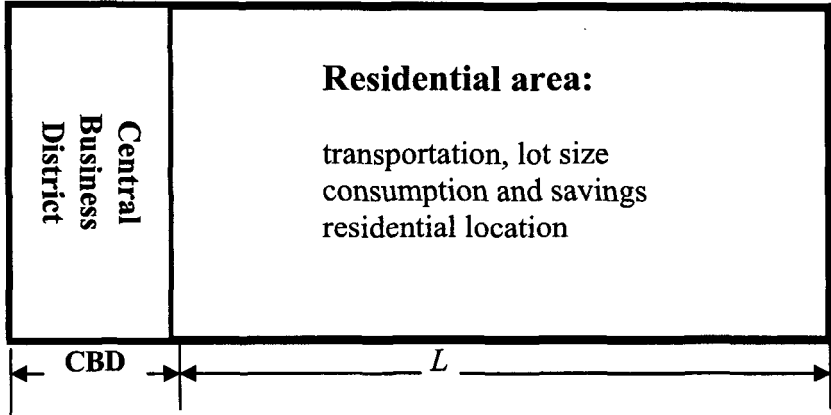 Central
Business
District
Residential area:
transportation, lot size
consumption and savings
residential location
CBD
L